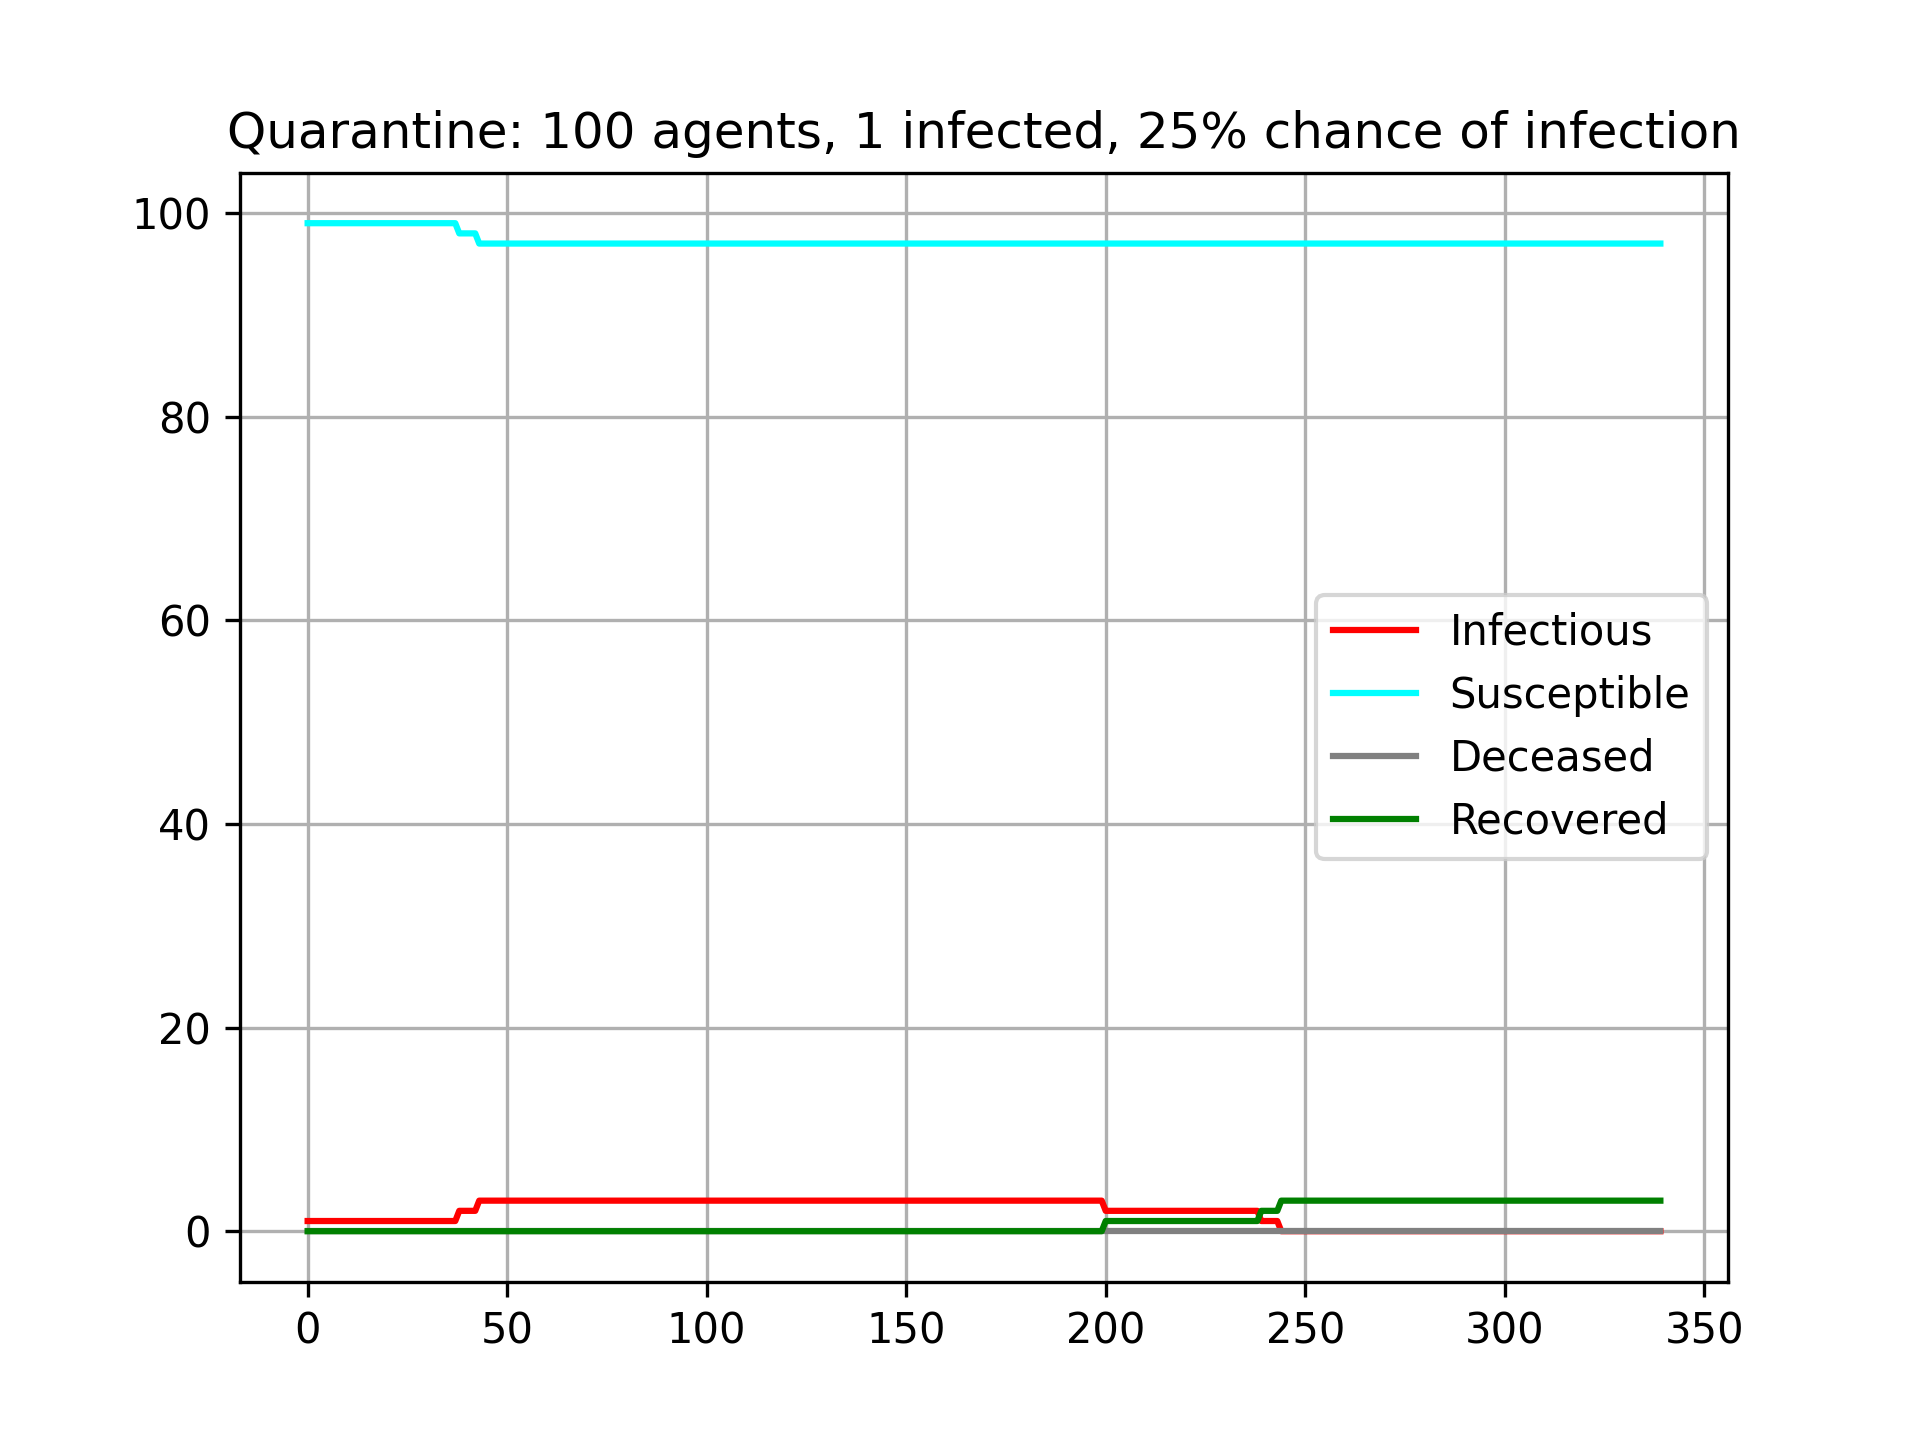 Quarantine: 100 agents, 1 infected, 25% chance of infection
100
80
60
40
20
0
Infectious
Susceptible
Deceased
Recovered
0 50 100 150 200 250 300 350